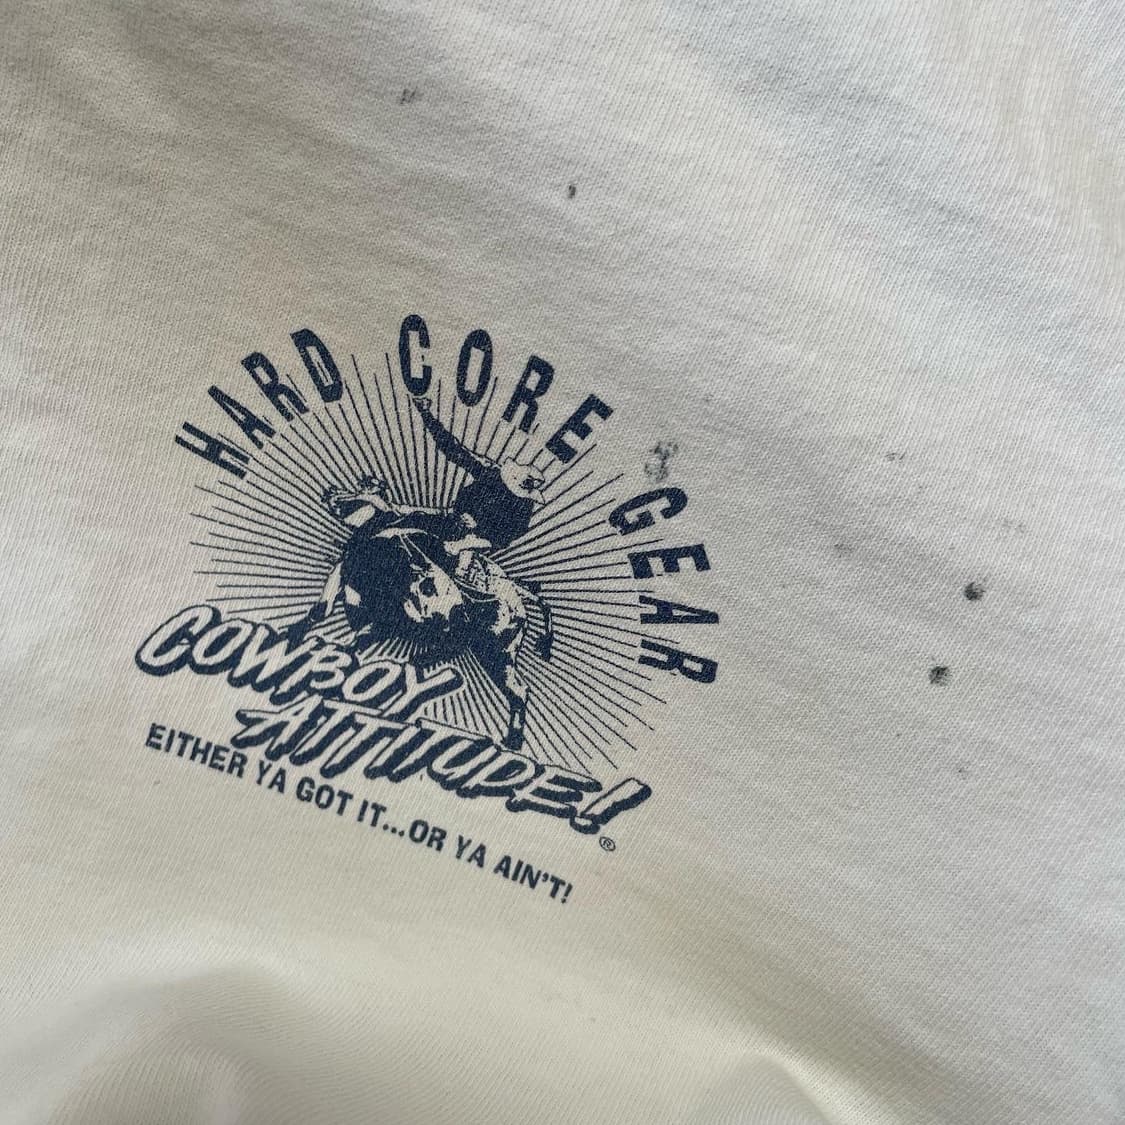 HARD CORE GEAR
COWBOY
ATTITUDE!®
EITHER YA GOT IT...OR YA AIN'T!